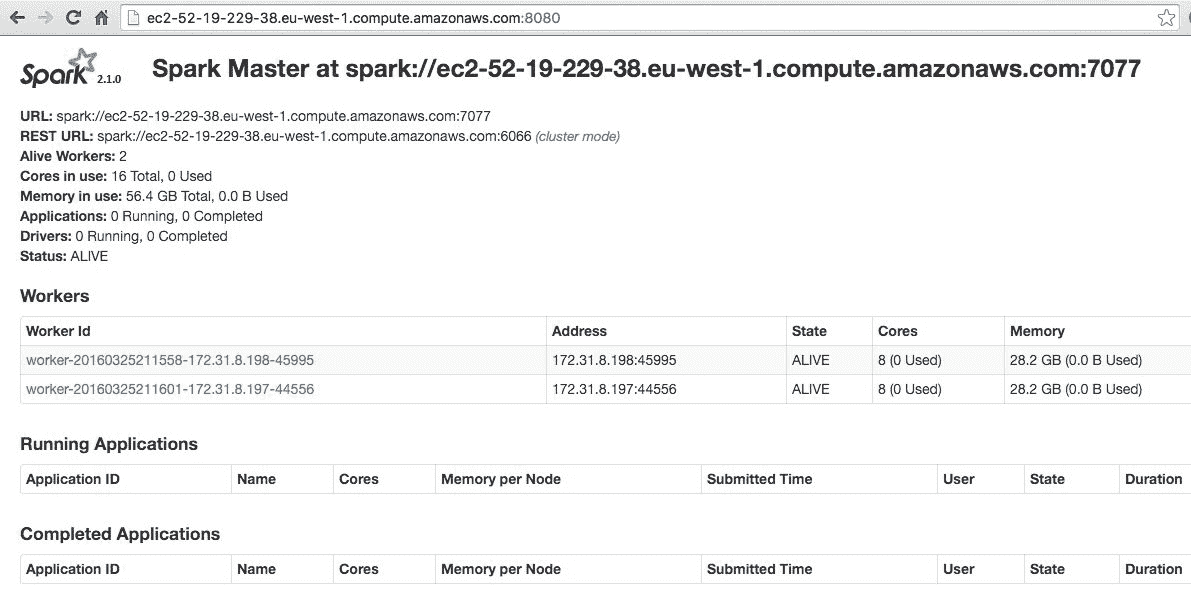 ec2-52-19-229-38.eu-west-1.compute.amazonaws.com:8080
Spark 2.1.0 Spark Master at spark://ec2-52-19-229-38.eu-west-1.compute.amazonaws.com:7077
URL: spark://ec2-52-19-229-38.eu-west-1.compute.amazonaws.com:7077
REST URL: spark://ec2-52-19-229-38.eu-west-1.compute.amazonaws.com:6066 (cluster mode)
Alive Workers: 2
Cores in use: 16 Total, 0 Used
Memory in use: 56.4 GB Total, 0.0 B Used
Applications: 0 Running, 0 Completed
Drivers: 0 Running, 0 Completed
Status: ALIVE
Workers
Worker Id Address State Cores Memory
worker-20160325211558-172.31.8.198-45995 172.31.8.198:45995 ALIVE 8 (0 Used) 28.2 GB (0.0 B Used)
worker-20160325211601-172.31.8.197-44556 172.31.8.197:44556 ALIVE 8 (0 Used) 28.2 GB (0.0 B Used)
Running Applications
Application ID Name Cores Memory per Node Submitted Time User State Duration
Completed Applications
Application ID Name Cores Memory per Node Submitted Time User State Duration